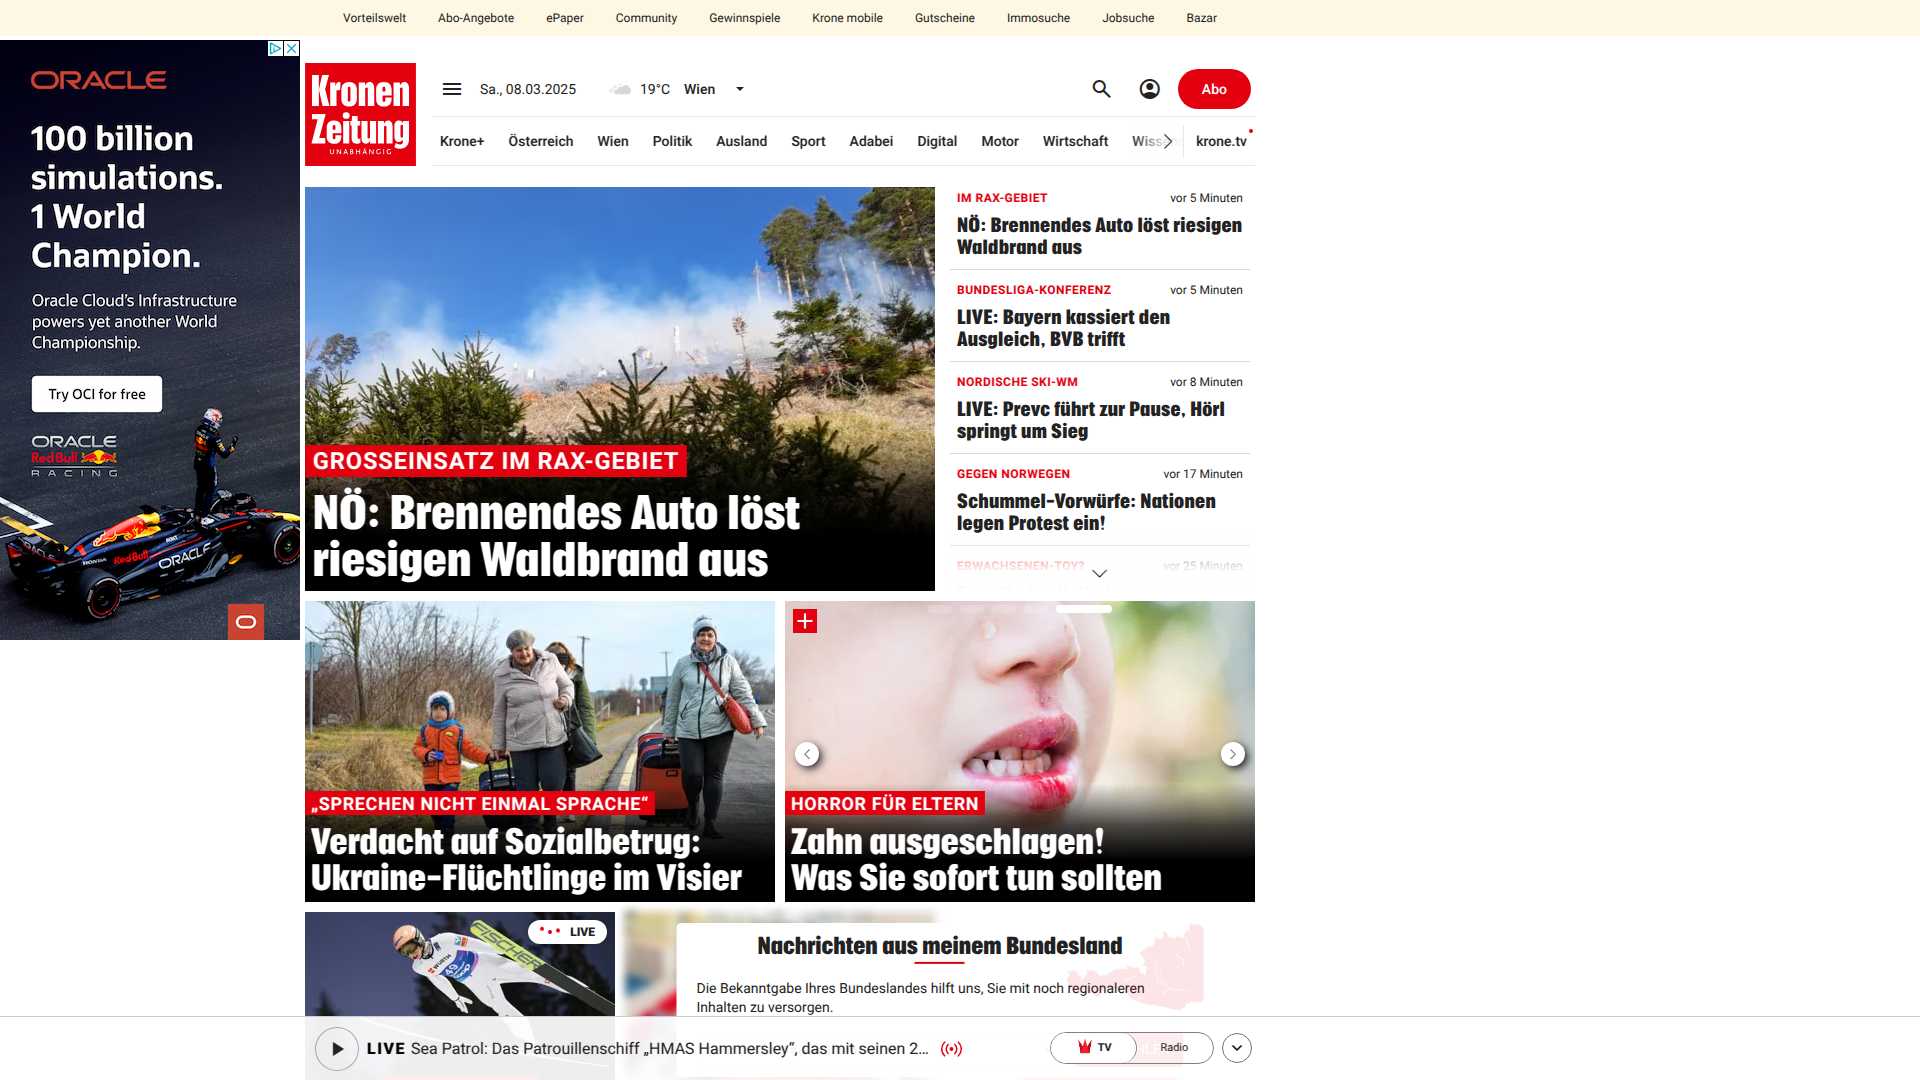 Vorteilswelt Abo-Angebote ePaper Community Gewinnspiele Krone mobile Gutscheine Immosuche Jobsuche Bazar
ORACLE
100 billion
simulations.
1 World
Champion.
Oracle Cloud's Infrastructure
powers yet another World
Championship.
Try OCI for free
ORACLE
Red Bull
RACING
Kronen
Zeitung
UNABHÄNGIG
Sa., 08.03.2025 19°C Wien
Abo
Krone+ Österreich Wien Politik Ausland Sport Adabei Digital Motor Wirtschaft krone.tv
GROSSEINSATZ IM RAX-GEBIET
NÖ: Brennendes Auto löst
riesigen Waldbrand aus
IM RAX-GEBIET vor 5 Minuten
NÖ: Brennendes Auto löst riesigen
Waldbrand aus
BUNDESLIGA-KONFERENZ vor 5 Minuten
LIVE: Bayern kassiert den
Ausgleich, BVB trifft
NORDISCHE SKI-WM vor 8 Minuten
LIVE: Prevc führt zur Pause, Hörl
springt um Sieg
GEGEN NORWEGEN vor 17 Minuten
Schummel-Vorwürfe: Nationen
legen Protest ein!
ERWACHSENEN-TOY? vor 25 Minuten
„SPRECHEN NICHT EINMAL SPRACHE“
Verdacht auf Sozialbetrug:
Ukraine-Flüchtlinge im Visier
HORROR FÜR ELTERN
Zahn ausgeschlagen!
Was Sie sofort tun sollten
LIVE
FISCHER
49
Nachrichten aus meinem Bundesland
Die Bekanntgabe Ihres Bundeslandes hilft uns, Sie mit noch regionaleren
Inhalten zu versorgen.
LIVE Sea Patrol: Das Patrouillenschiff „HMAS Hammersley“, das mit seinen 2...
TV Radio